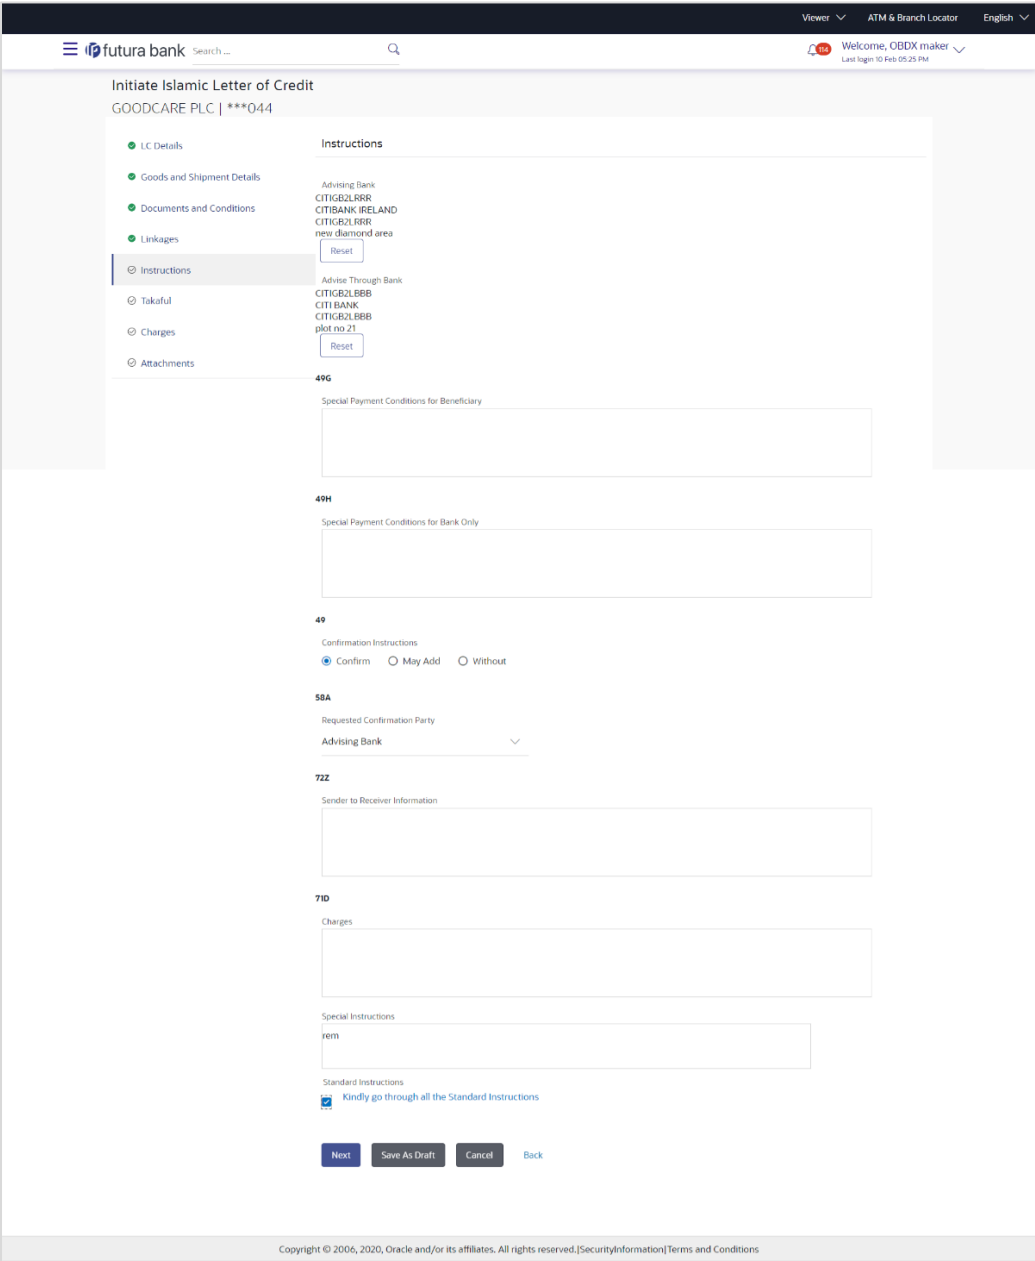 Viewer ATM & Branch Locator English
futura bank Search ... 114 Welcome, OBDX maker
Last login 10 Feb 05:25 PM
Initiate Islamic Letter of Credit
GOODCARE PLC | ***044
LC Details
Goods and Shipment Details
Documents and Conditions
Linkages
Instructions
Takaful
Charges
Attachments
Instructions
Advising Bank
CITIGB2LRRR
CITIBANK IRELAND
CITIGB2LRRR
new diamond area
Reset
Advise Through Bank
CITIGB2LBBB
CITI BANK
CITIGB2LBBB
plot no 21
Reset
49G
Special Payment Conditions for Beneficiary
49H
Special Payment Conditions for Bank Only
49
Confirmation Instructions
Confirm May Add Without
58A
Requested Confirmation Party
Advising Bank
72Z
Sender to Receiver Information
71D
Charges
Special Instructions
rem
Standard Instructions
Kindly go through all the Standard Instructions
Next Save As Draft Cancel Back
Copyright © 2006, 2020, Oracle and/or its affiliates. All rights reserved.|SecurityInformation|Terms and Conditions